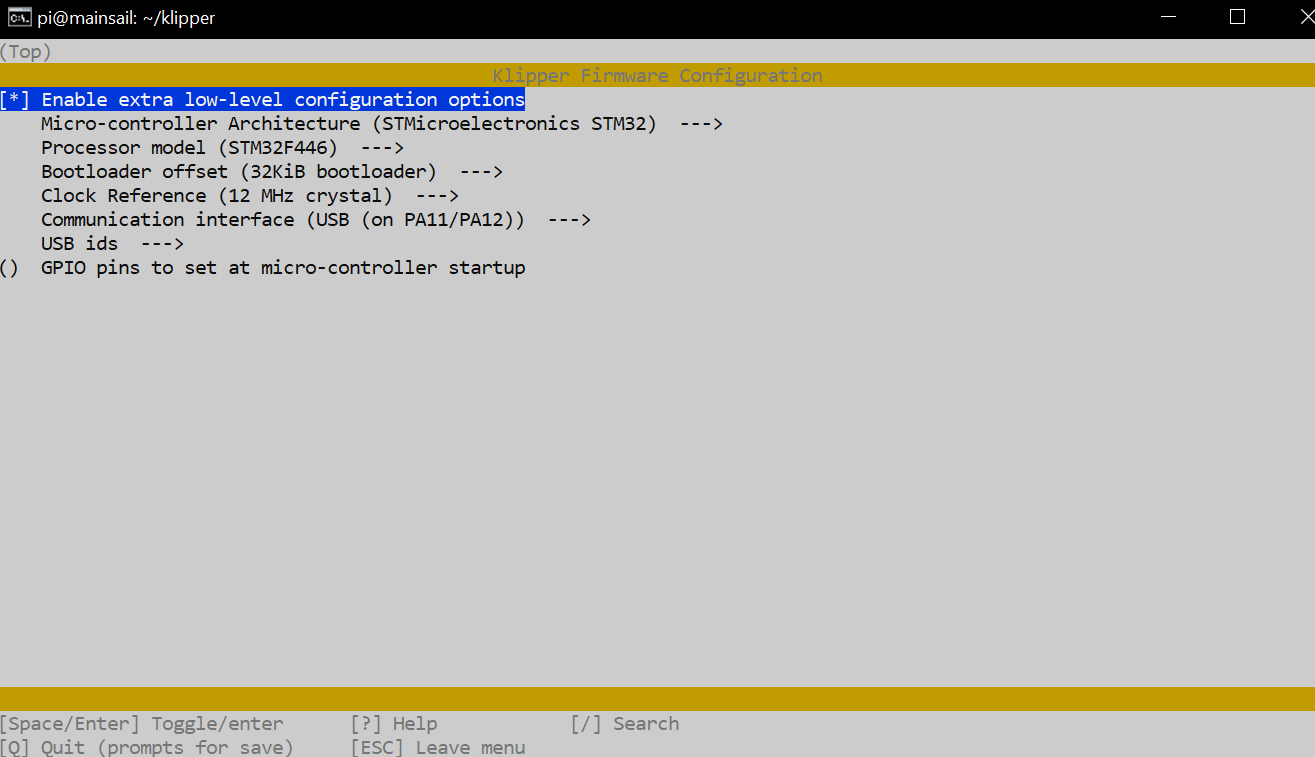 pi@mainsail: ~/klipper
(Top)
Klipper Firmware Configuration
[*] Enable extra low-level configuration options
Micro-controller Architecture (STMicroelectronics STM32)  --->
Processor model (STM32F446)  --->
Bootloader offset (32KiB bootloader)  --->
Clock Reference (12 MHz crystal)  --->
Communication interface (USB (on PA11/PA12))  --->
USB ids  --->
()  GPIO pins to set at micro-controller startup
[Space/Enter] Toggle/enter      [?] Help            [/] Search
[Q] Quit (prompts for save)     [ESC] Leave menu